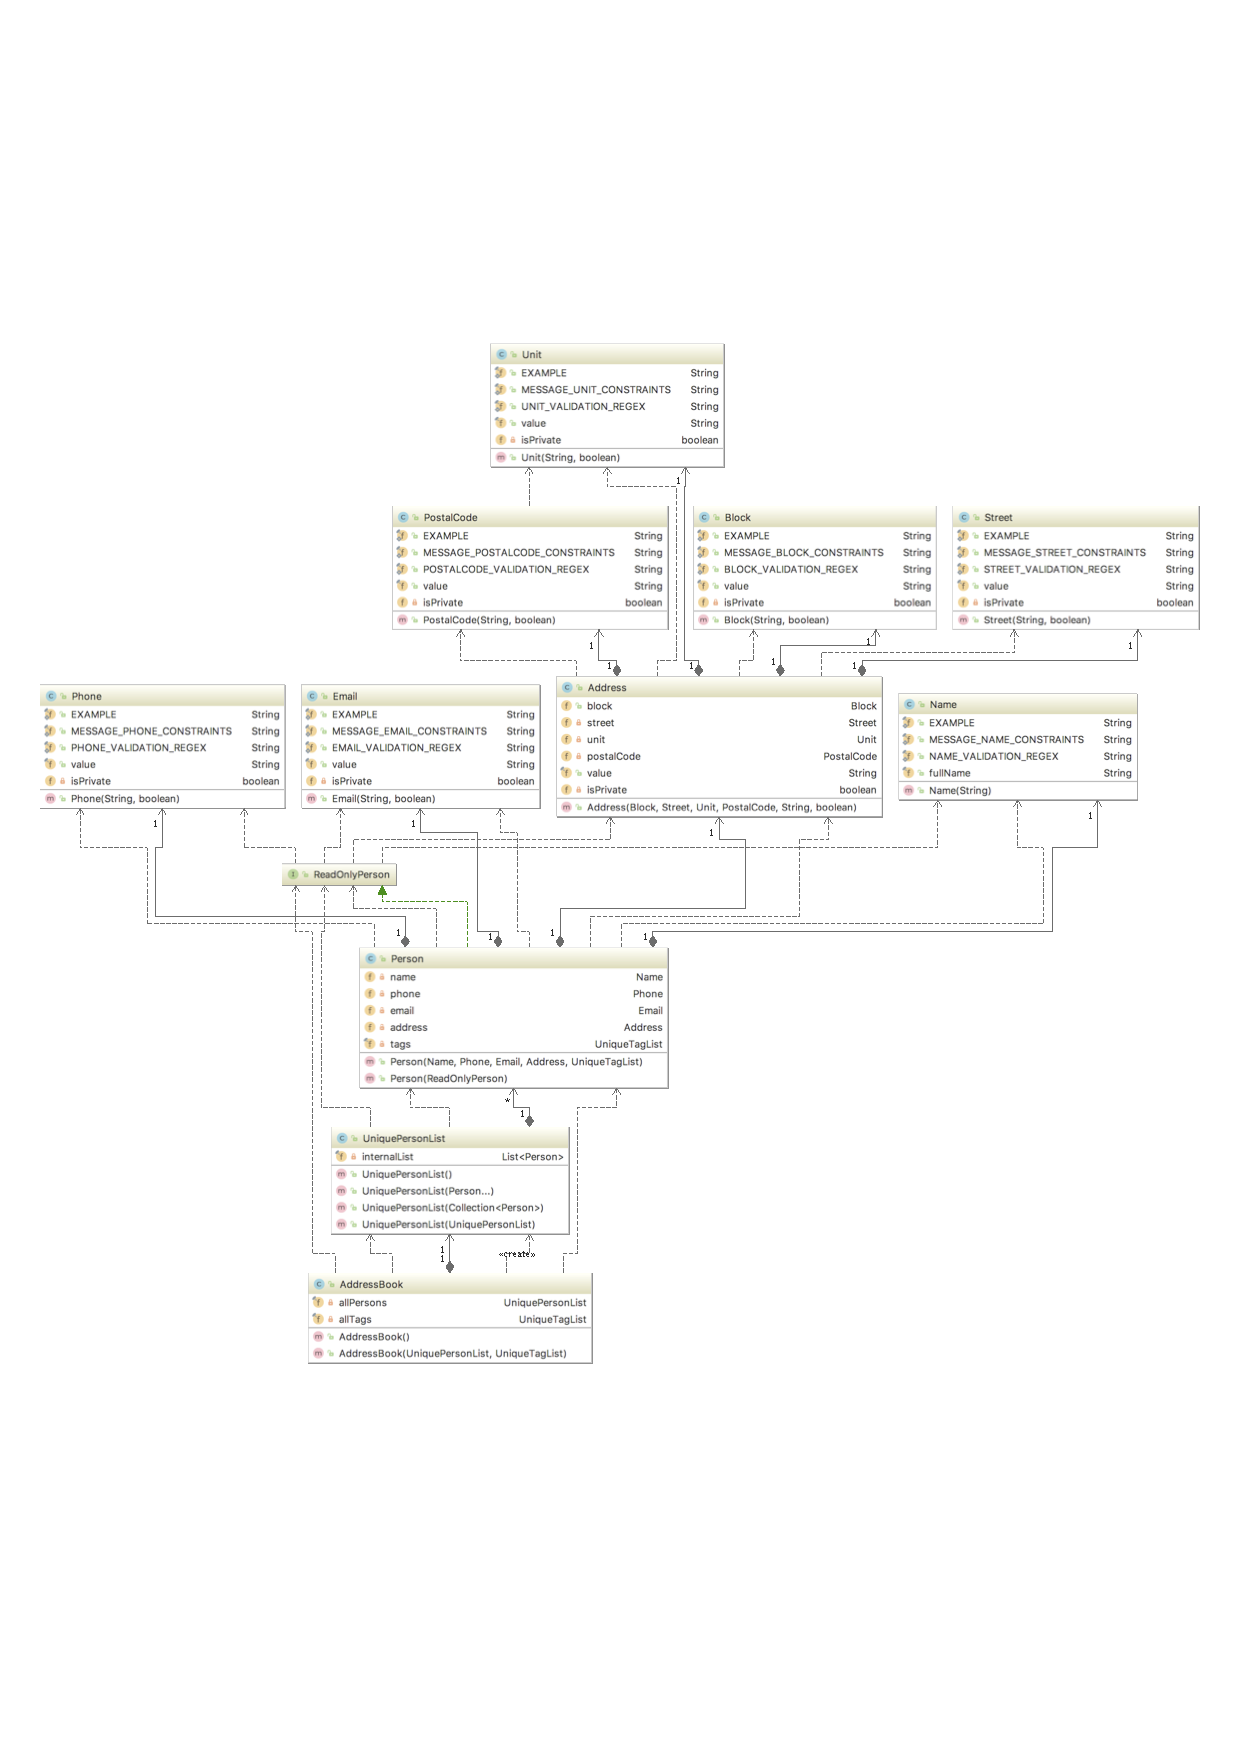 Unit
EXAMPLE String
MESSAGE_UNIT_CONSTRAINTS String
UNIT_VALIDATION_REGEX String
value String
isPrivate boolean
Unit(String, boolean)
1
PostalCode
EXAMPLE String
MESSAGE_POSTALCODE_CONSTRAINTS String
POSTALCODE_VALIDATION_REGEX String
value String
isPrivate boolean
PostalCode(String, boolean)
Block
EXAMPLE String
MESSAGE_BLOCK_CONSTRAINTS String
BLOCK_VALIDATION_REGEX String
value String
isPrivate boolean
Block(String, boolean)
Street
EXAMPLE String
MESSAGE_STREET_CONSTRAINTS String
STREET_VALIDATION_REGEX String
value String
isPrivate boolean
Street(String, boolean)
1 1 1
1 1 1 1
Phone
EXAMPLE String
MESSAGE_PHONE_CONSTRAINTS String
PHONE_VALIDATION_REGEX String
value String
isPrivate boolean
Phone(String, boolean)
Email
EXAMPLE String
MESSAGE_EMAIL_CONSTRAINTS String
EMAIL_VALIDATION_REGEX String
value String
isPrivate boolean
Email(String, boolean)
Address
block Block
street Street
unit Unit
postalCode PostalCode
value String
isPrivate boolean
Address(Block, Street, Unit, PostalCode, String, boolean)
Name
EXAMPLE String
MESSAGE_NAME_CONSTRAINTS String
NAME_VALIDATION_REGEX String
fullName String
Name(String)
1 1 1 1
ReadOnlyPerson
1 1 1 1
Person
name Name
phone Phone
email Email
address Address
tags UniqueTagList
Person(Name, Phone, Email, Address, UniqueTagList)
Person(ReadOnlyPerson)
*
1
UniquePersonList
internalList List<Person>
UniquePersonList()
UniquePersonList(Person...)
UniquePersonList(Collection<Person>)
UniquePersonList(UniquePersonList)
1
1 «create»
AddressBook
allPersons UniquePersonList
allTags UniqueTagList
AddressBook()
AddressBook(UniquePersonList, UniqueTagList)